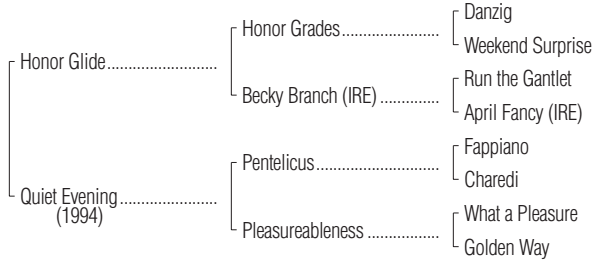 Danzig
Honor Grades......................
Weekend Surprise
Honor Glide.............................
Run the Gantlet
Becky Branch (IRE) ...............
April Fancy (IRE)
Fappiano
Pentelicus................................
Charedi
Quiet Evening.........................
(1994)
What a Pleasure
Pleasureableness ..................
Golden Way